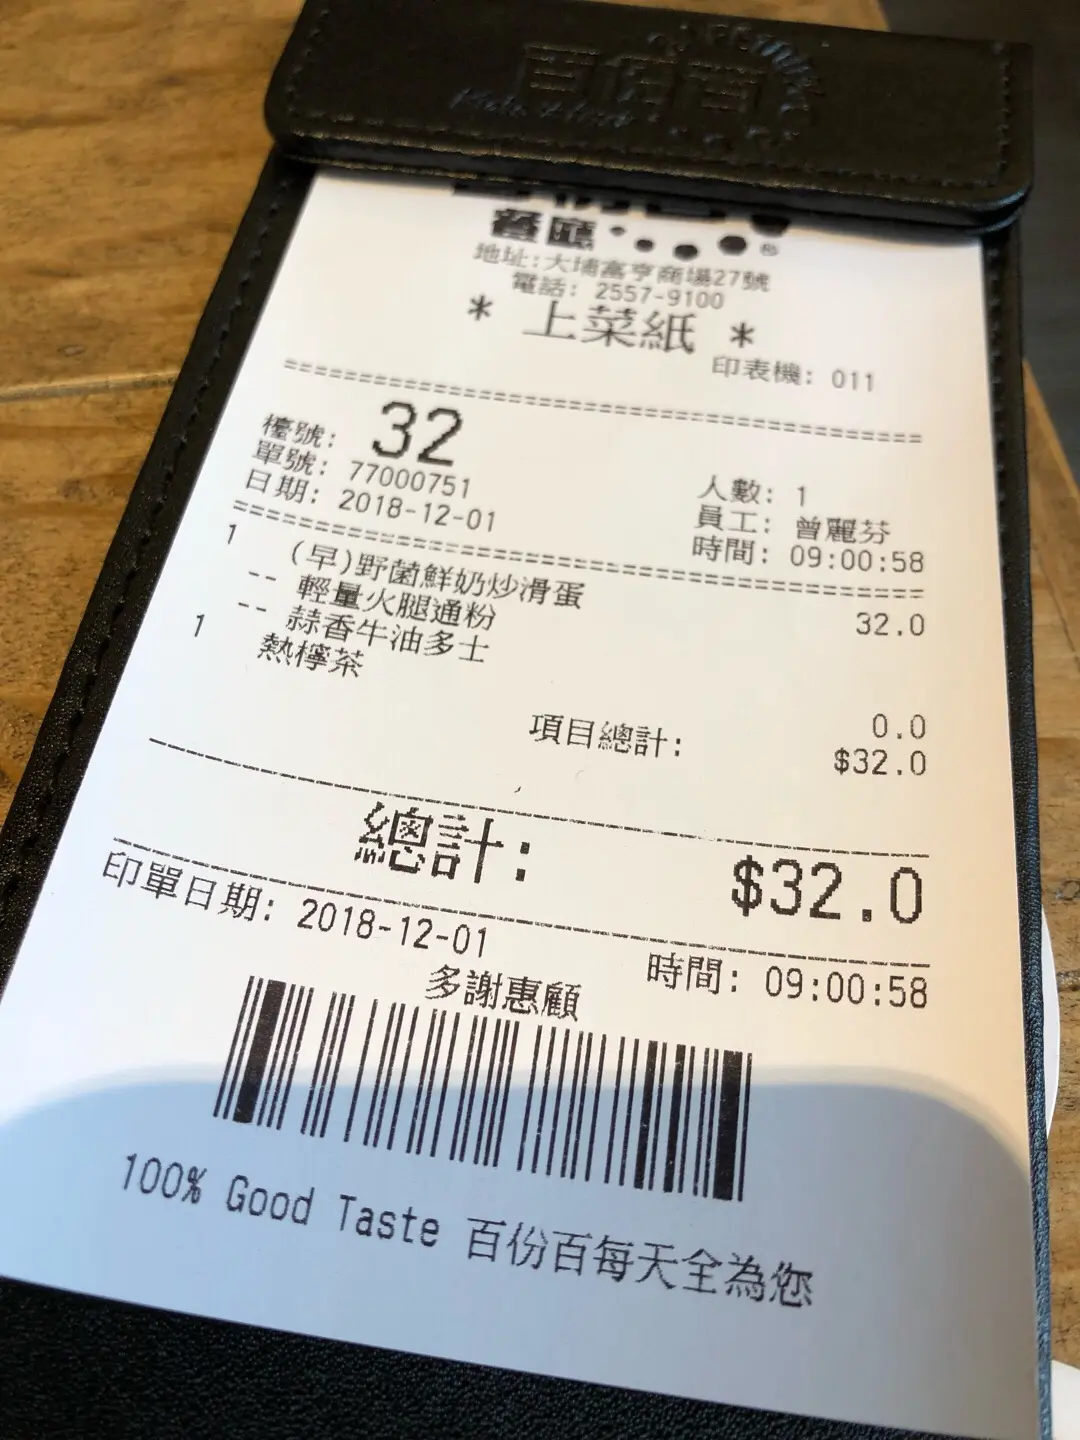 百份百
餐廳
地址:大埔富亨商場27號
電話: 2557-9100
* 上菜紙 *
印表機: 011
檯號: 32
單號: 77000751
人數: 1
日期: 2018-12-01
員工: 曾麗芬
時間: 09:00:58
1 (早)野菌鮮奶炒滑蛋 32.0
-- 輕量火腿通粉
-- 蒜香牛油多士
1 熱檸茶 0.0
項目總計: $32.0
總計: $32.0
印單日期: 2018-12-01 時間: 09:00:58
多謝惠顧
100% Good Taste 百份百每天全為您